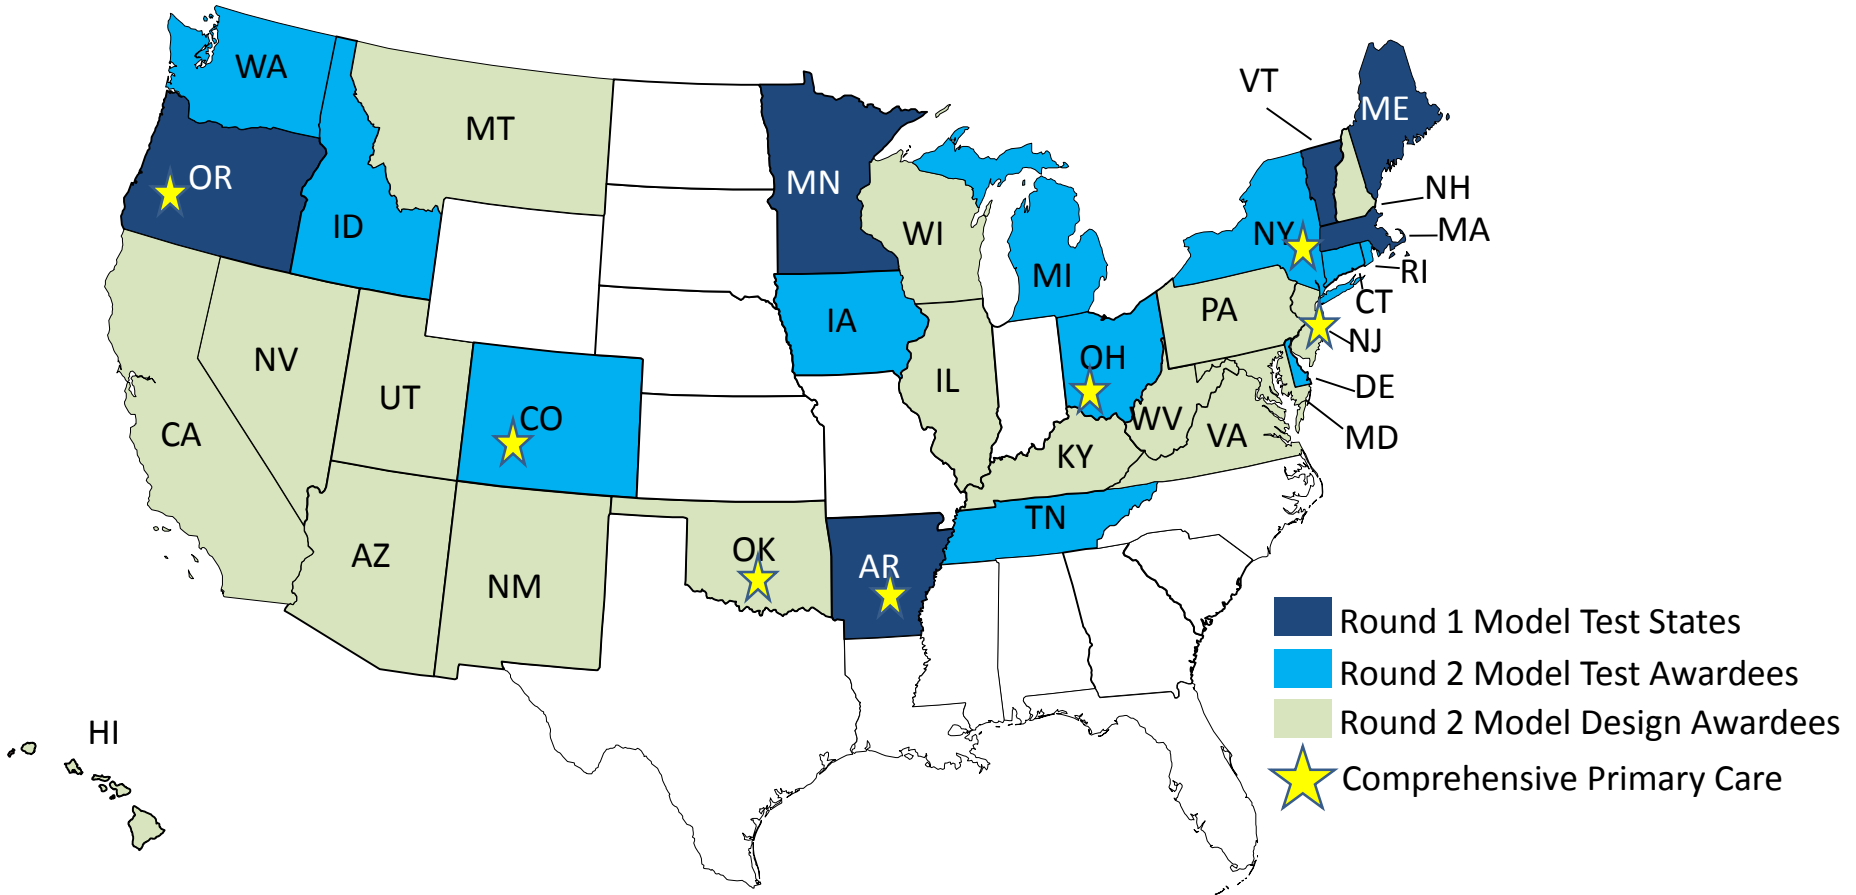 WA
MT
OR
ID
MN
WI
MI
VT
ME
NH
MA
NY
RI
CT
PA
NJ
DE
MD
IA
IL
OH
WV
VA
KY
NV
UT
CO
CA
TN
AZ
NM
OK
AR
HI
Round 1 Model Test States
Round 2 Model Test Awardees
Round 2 Model Design Awardees
Comprehensive Primary Care